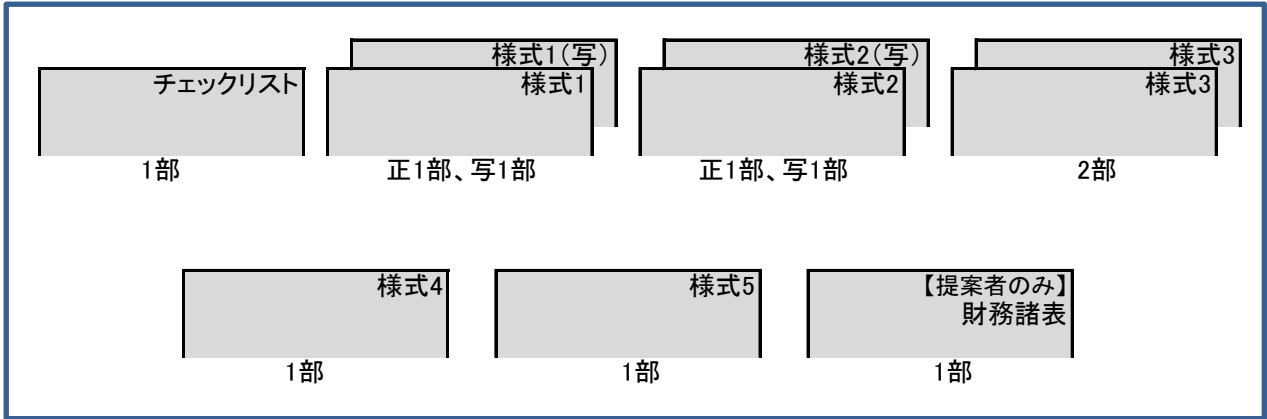 チェックリスト
1部
様式1(写)
様式1
正1部、写1部
様式2(写)
様式2
正1部、写1部
様式3
様式3
2部
様式4
1部
様式5
1部
【提案者のみ】
財務諸表
1部